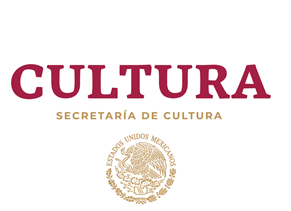 CULTURA
SECRETARÍA DE CULTURA
ESTADOS UNIDOS MEXICANOS